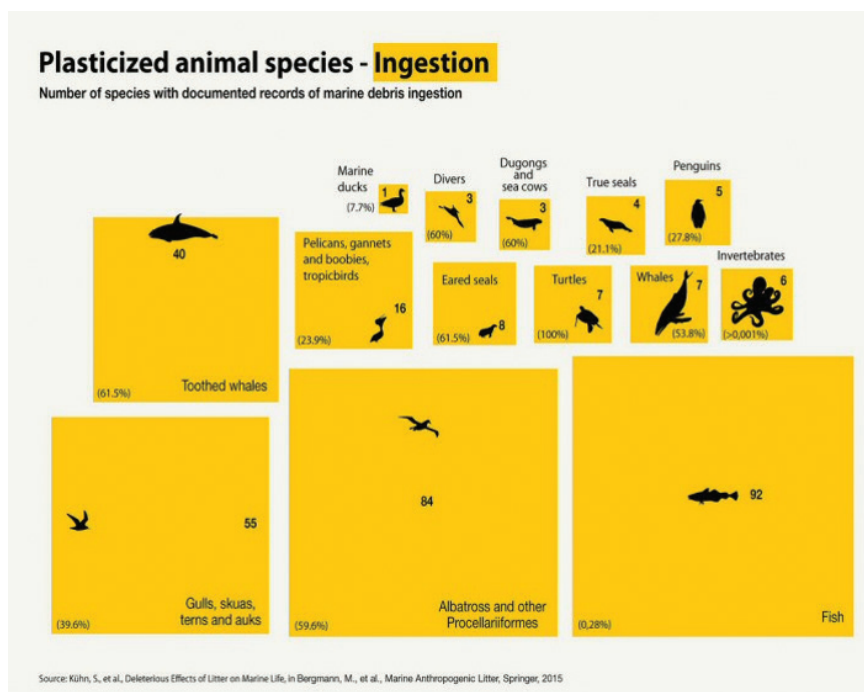 Plasticized animal species - Ingestion
Number of species with documented records of marine debris ingestion
Marine
ducks
1
(7.7%)
Divers
3
(60%)
Dugongs
and
sea cows
3
(60%)
True seals
4
(21.1%)
Penguins
5
(27.8%)
40
(61.5%)
Toothed whales
Pelicans, gannets
and boobies,
tropicbirds
16
(23.9%)
Eared seals
8
(61.5%)
Turtles
7
(100%)
Whales
7
(53.8%)
Invertebrates
6
(>0,001%)
55
Gulls, skuas,
terns and auks
(39.6%)
84
Albatross and other
Procellariiformes
(59.6%)
92
Fish
(0,28%)
Source: Kühn, S., et al., Deleterious Effects of Litter on Marine Life, in Bergmann, M., et al., Marine Anthropogenic Litter, Springer, 2015